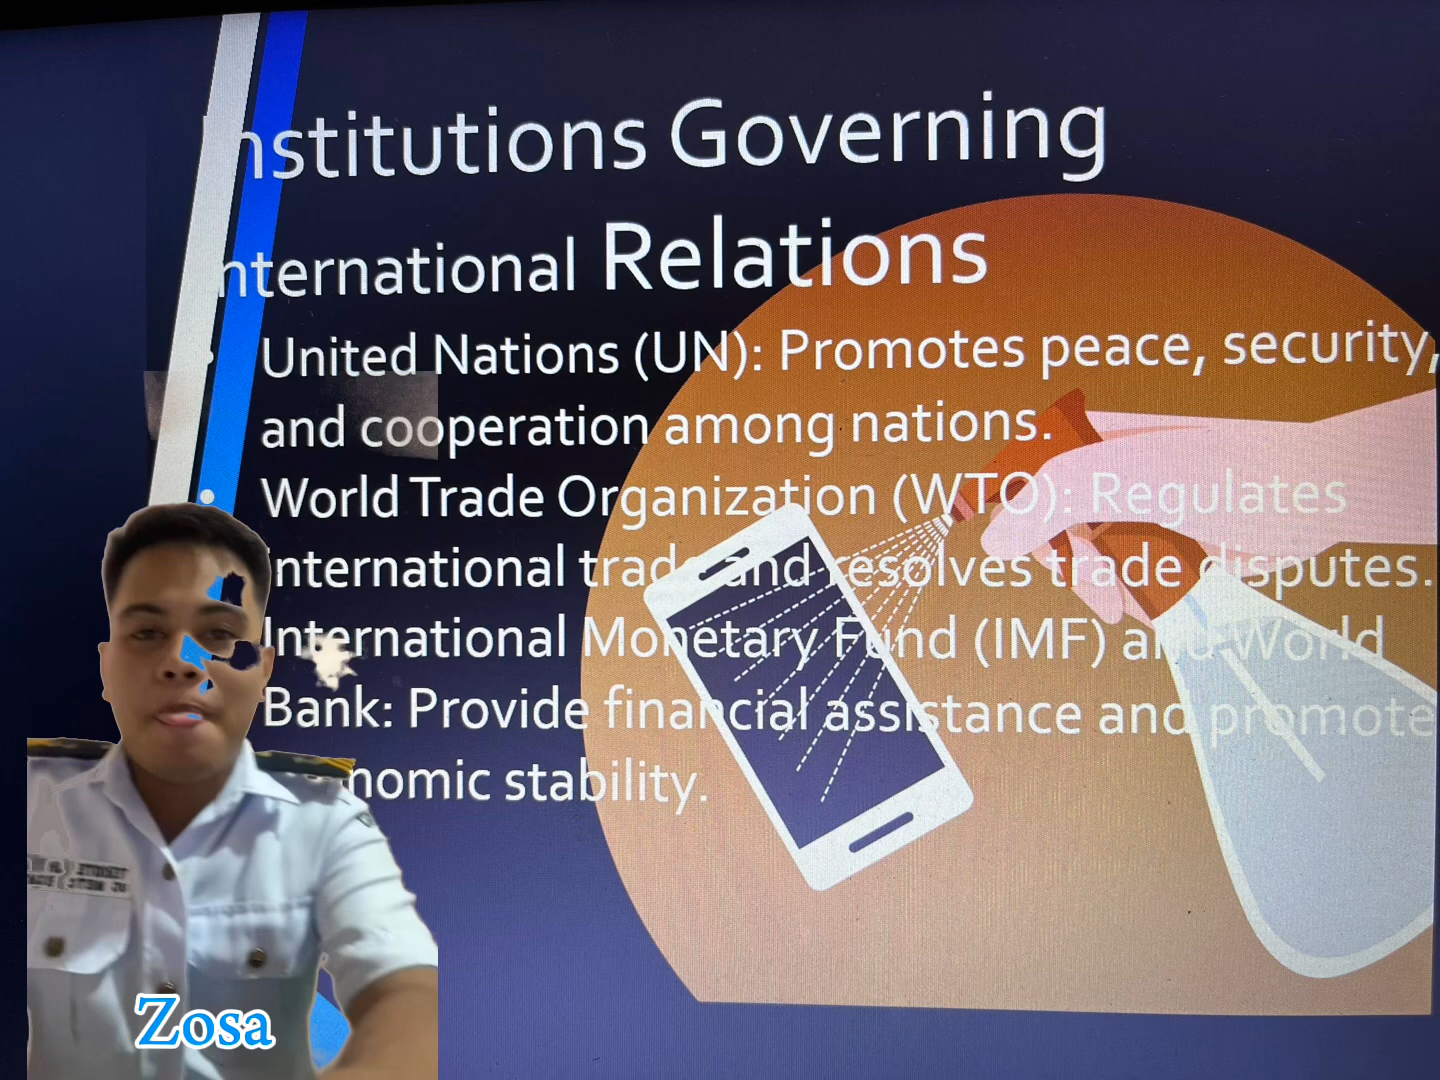 Institutions Governing
International Relations
• United Nations (UN): Promotes peace, security,
and cooperation among nations.
• World Trade Organization (WTO): Regulates
international trade and resolves trade disputes.
International Monetary Fund (IMF) and World
Bank: Provide financial assistance and promote
nomic stability.
Zosa